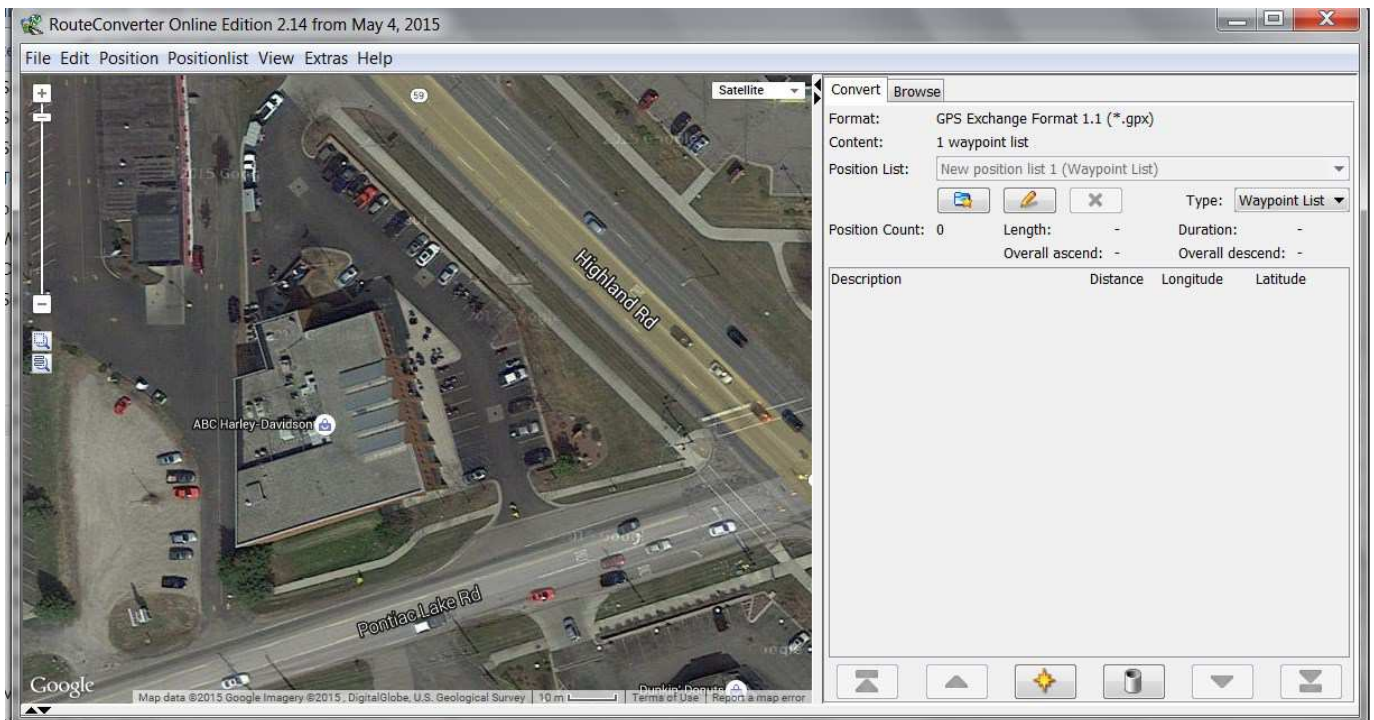 RouteConverter Online Edition 2.14 from May 4, 2015
File Edit Position Positionlist View Extras Help
59
Satellite
Highland Rd
ABC Harley-Davidson
Pontiac Lake Rd
Dunkin' Donuts
Google
Map data ©2015 Google Imagery ©2015 , DigitalGlobe, U.S. Geological Survey 10 m Terms of Use Report a map error
Convert Browse
Format: GPS Exchange Format 1.1 (*.gpx)
Content: 1 waypoint list
Position List: New position list 1 (Waypoint List)
Type: Waypoint List
Position Count: 0 Length: - Duration: -
Overall ascend: - Overall descend: -
Description Distance Longitude Latitude